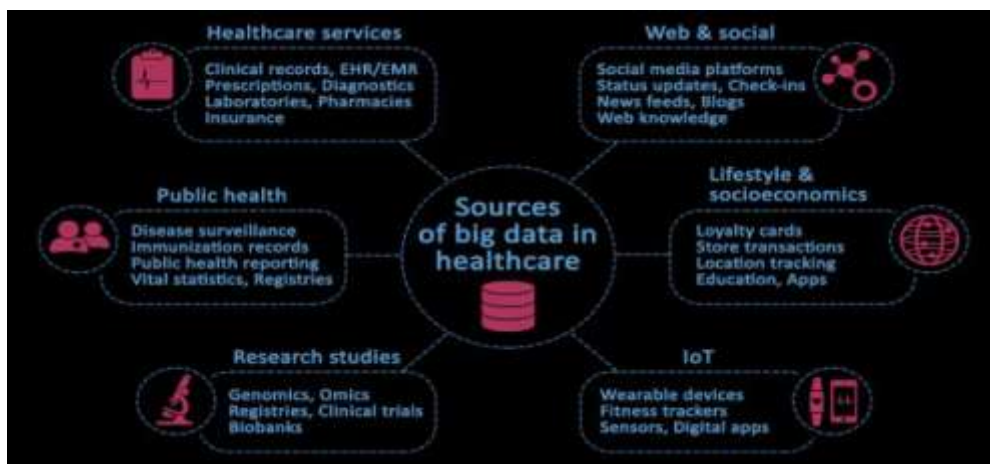 Healthcare services
Clinical records, EHR/EMR
Prescriptions, Diagnostics
Laboratories, Pharmacies
Insurance
Web & social
Social media platforms
Status updates, Check-ins
News feeds, Blogs
Web knowledge
Public health
Disease surveillance
Immunization records
Public health reporting
Vital statistics, Registries
Sources
of big data in
healthcare
Lifestyle &
socioeconomics
Loyalty cards
Store transactions
Location tracking
Education, Apps
Research studies
Genomics, Omics
Registries, Clinical trials
Biobanks
IoT
Wearable devices
Fitness trackers
Sensors, Digital apps